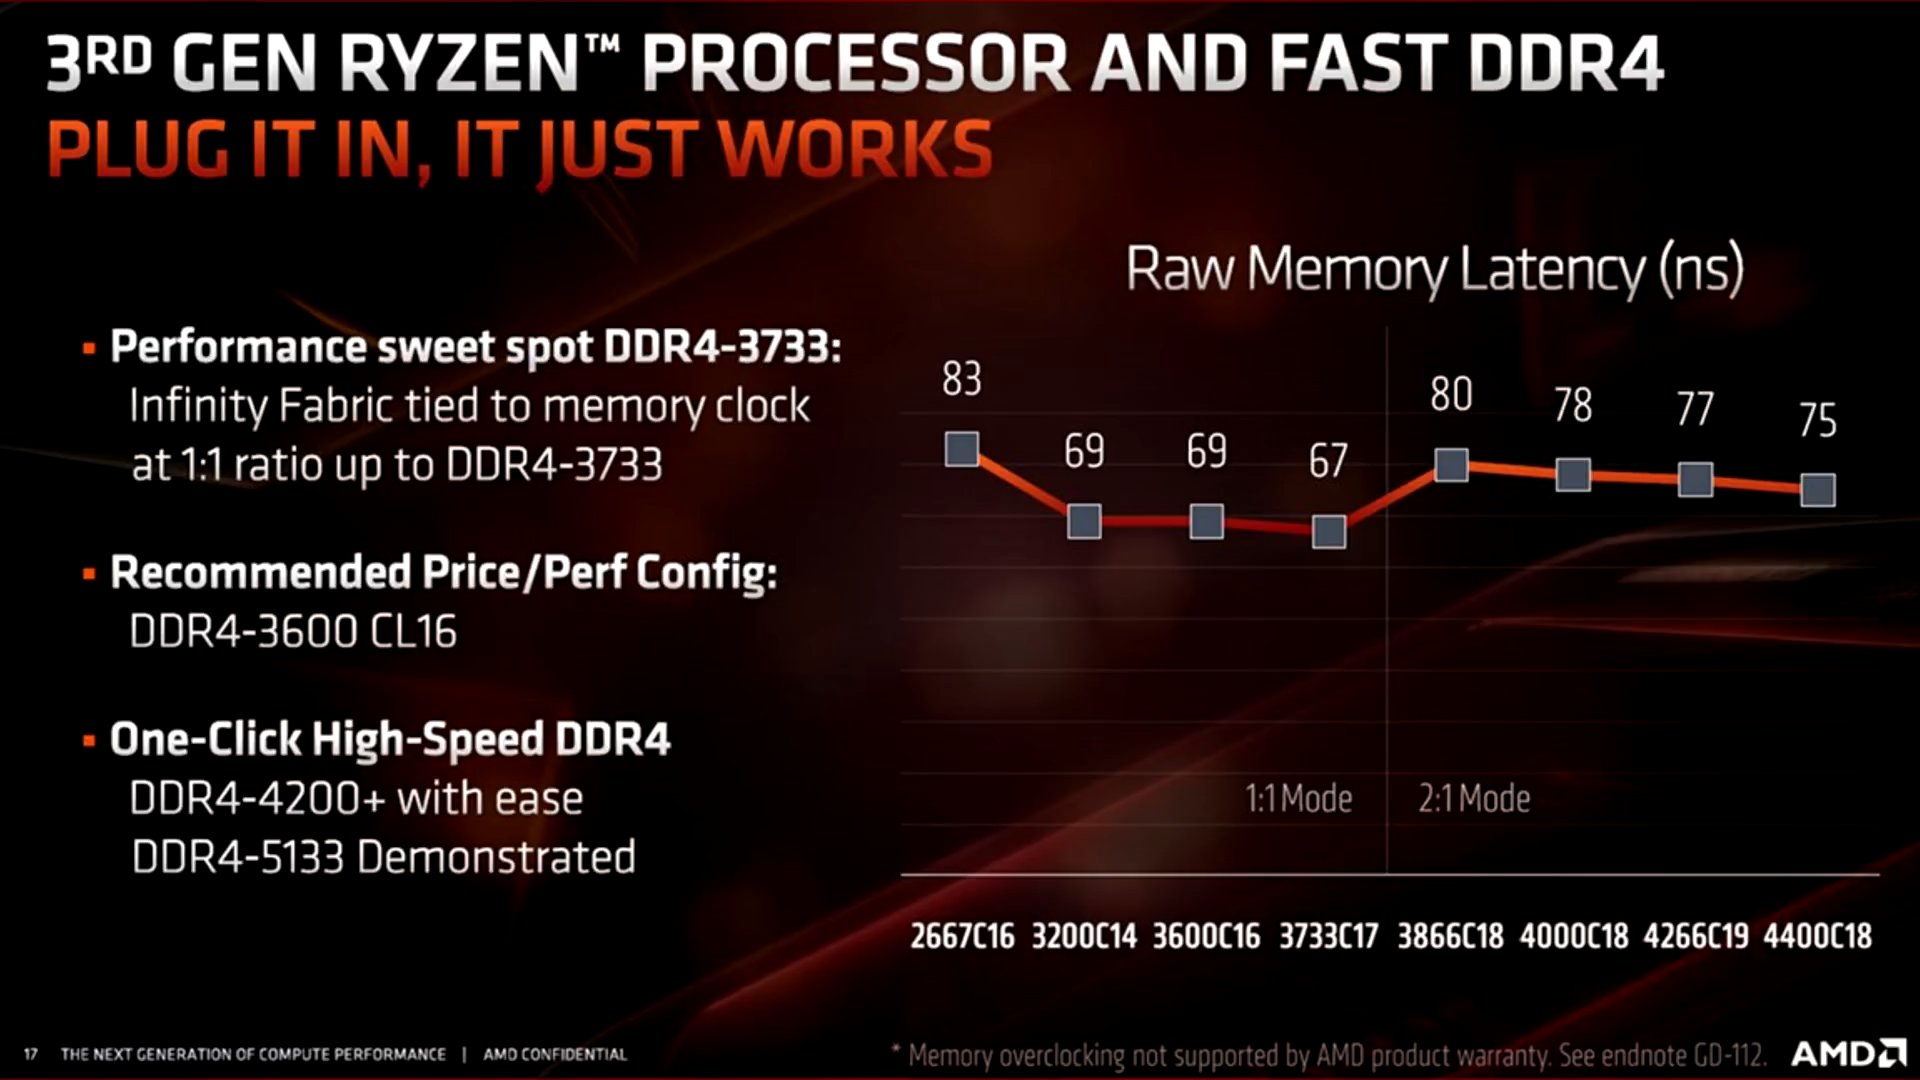 3RD GEN RYZEN™ PROCESSOR AND FAST DDR4
PLUG IT IN, IT JUST WORKS
▪ Performance sweet spot DDR4-3733:
Infinity Fabric tied to memory clock
at 1:1 ratio up to DDR4-3733
▪ Recommended Price/Perf Config:
DDR4-3600 CL16
▪ One-Click High-Speed DDR4
DDR4-4200+ with ease
DDR4-5133 Demonstrated
Raw Memory Latency (ns)
83 69 69 67 80 78 77 75
1:1 Mode 2:1 Mode
2667C16 3200C14 3600C16 3733C17 3866C18 4000C18 4266C19 4400C18
17 THE NEXT GENERATION OF COMPUTE PERFORMANCE | AMD CONFIDENTIAL
* Memory overclocking not supported by AMD product warranty. See endnote GD-112.
AMD